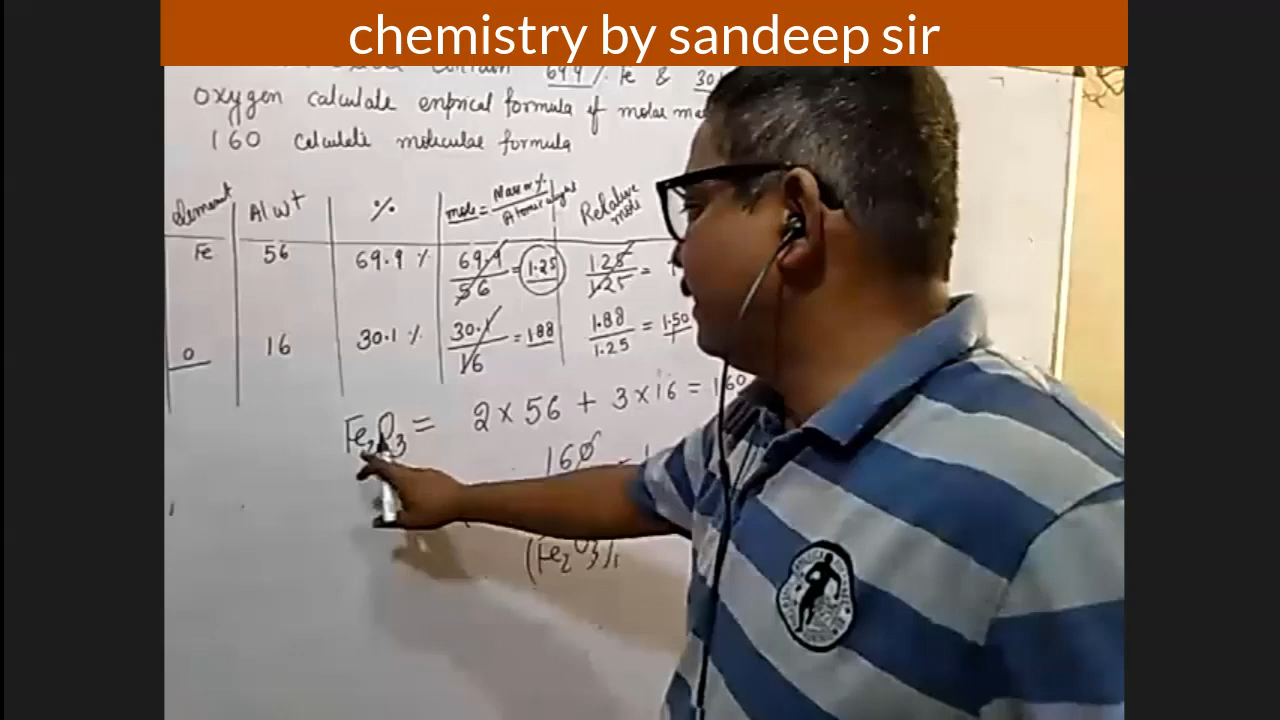 chemistry by sandeep sir
contain 69.9 % Fe & 30
oxygen calculate emprical formula if molar
160 calculate molecular formula
Element At wt % mole = Mass or % / Atomic weight Relative mole
Fe 56 69.9 % 69.9 / 56 = 1.25 1.25 / 1.25 =
O 16 30.1 % 30.1 / 16 = 1.88 1.88 / 1.25 = 1.50
Fe2O3 = 2 x 56 + 3 x 16 = 160
160
(Fe2O3)1